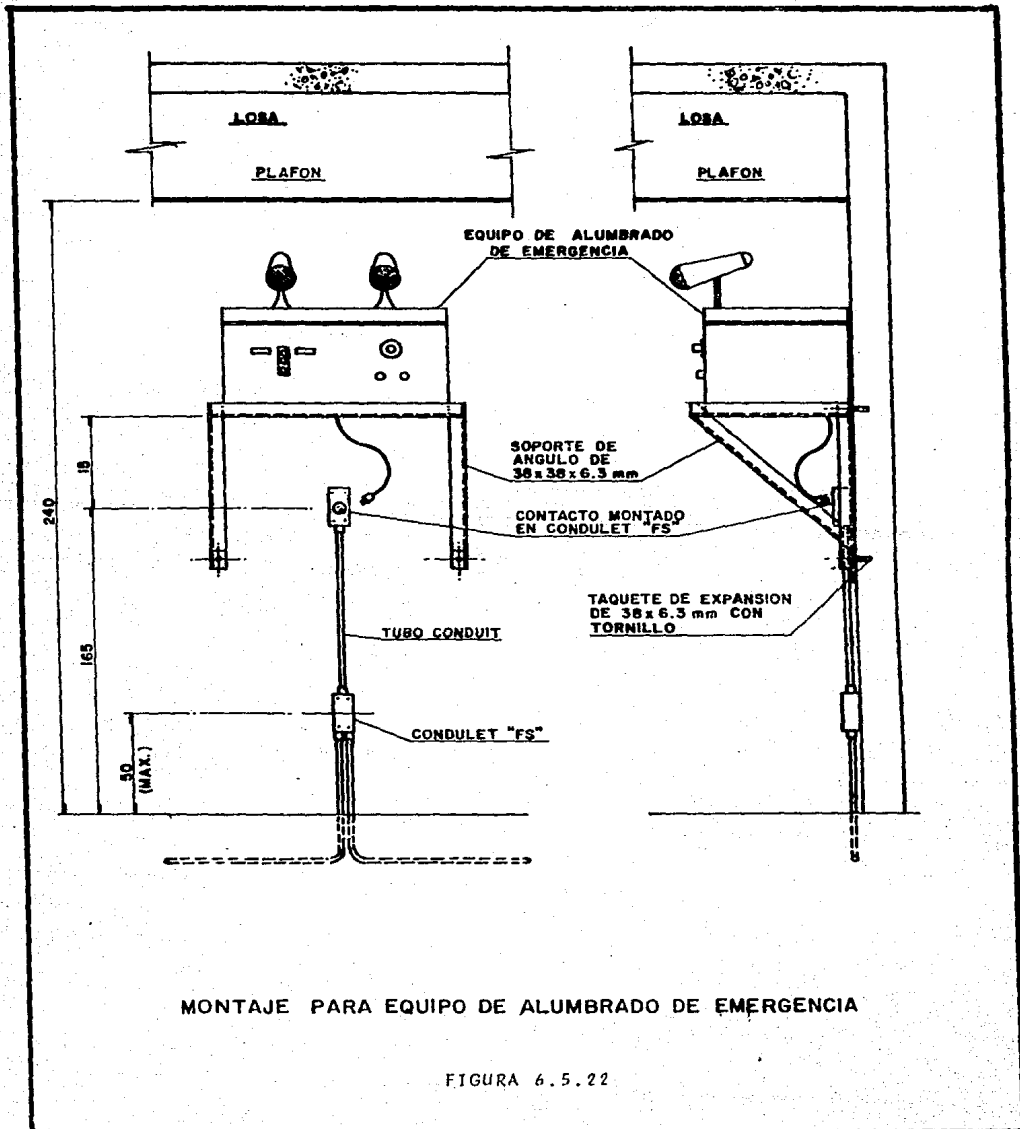 LOSA
LOSA
PLAFON
PLAFON
EQUIPO DE ALUMBRADO
DE EMERGENCIA
SOPORTE DE
ANGULO DE
38 x 38 x 6.3 mm
15
240
CONTACTO MONTADO
EN CONDULET "FS"
TAQUETE DE EXPANSION
DE 38 x 6.3 mm CON
TORNILLO
TUBO CONDUIT
165
CONDULET "FS"
50
(MAX.)
MONTAJE PARA EQUIPO DE ALUMBRADO DE EMERGENCIA
FIGURA 6.5.22